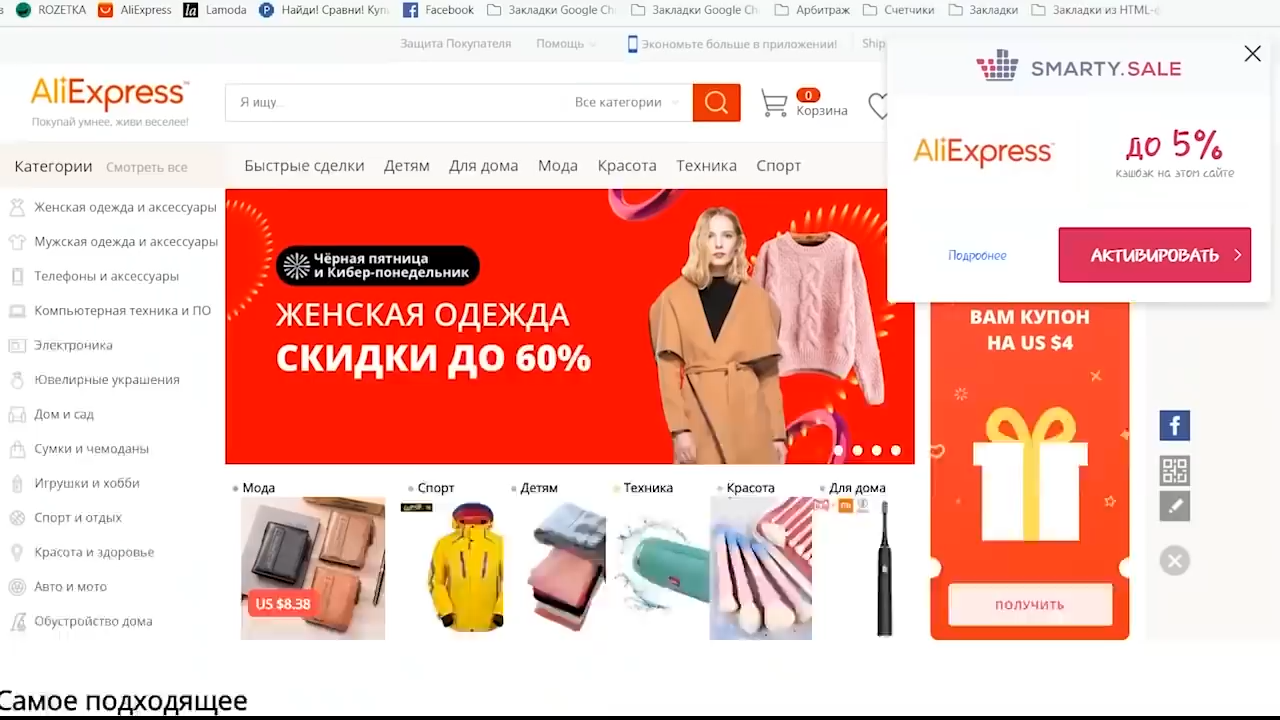 ROZETKA AliExpress la Lamoda Найди! Сравни! Facebook Закладки Google Закладки Google Арбитраж Счетчики Закладки Закладки из HTML-
Защита Покупателя Помощь Экономьте больше в приложении! Ship
SMARTY.SALE
AliExpress™
Покупай умнее, живи веселее!
Я ищу... Все категории
0
Корзина
AliExpress™
до 5%
кэшбэк на этом сайте
Категории Смотреть все
Быстрые сделки Детям Для дома Мода Красота Техника Спорт
Женская одежда и аксессуары
Мужская одежда и аксессуары
Телефоны и аксессуары
Компьютерная техника и ПО
Электроника
Ювелирные украшения
Дом и сад
Сумки и чемоданы
Игрушки и хобби
Спорт и отдых
Красота и здоровье
Авто и мото
Обустройство дома
Чёрная пятница
и Кибер-понедельник
ЖЕНСКАЯ ОДЕЖДА
СКИДКИ ДО 60%
Подробнее
АКТИВИРОВАТЬ
ВАМ КУПОН
НА US $4
ПОЛУЧИТЬ
Мода Спорт Детям Техника Красота Для дома
US $8.38
Самое подходящее